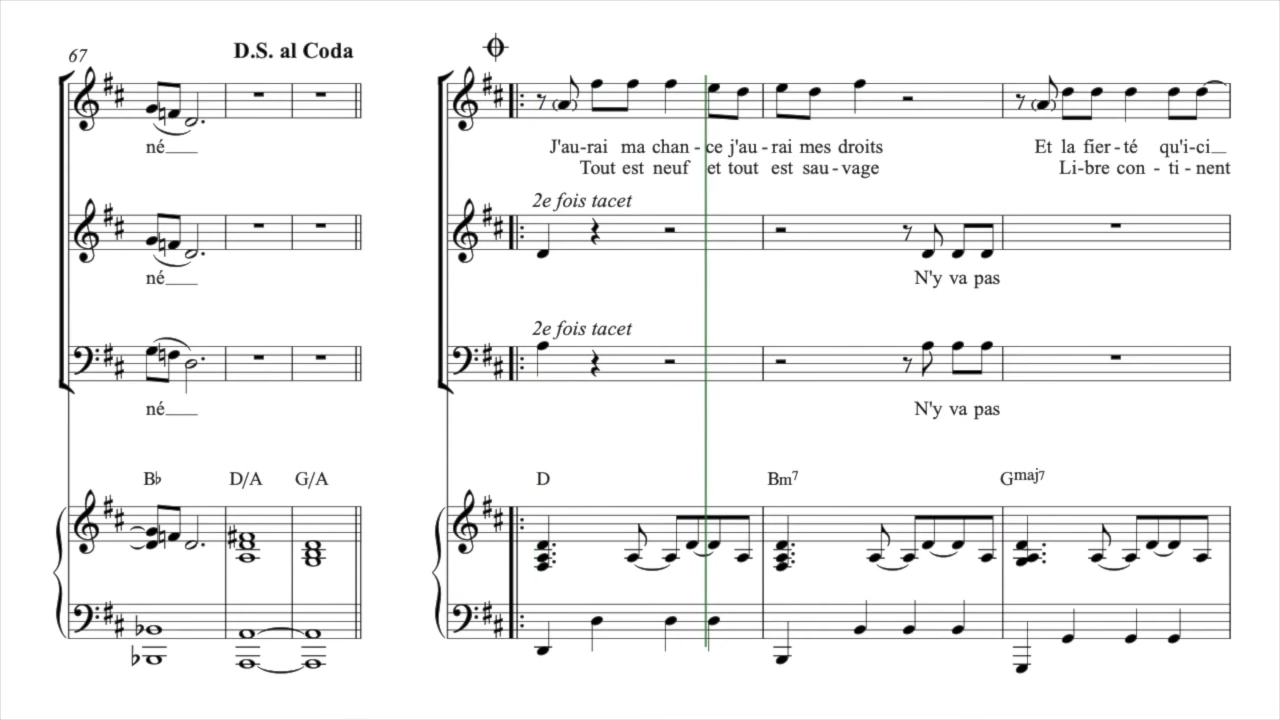 67 D.S. al Coda
né
J'au-rai ma chan-ce j'au-rai mes droits Et la fier-té qu'i-ci
Tout est neuf et tout est sau-vage Li-bre con-ti-nent
2e fois tacet
né
N'y va pas
2e fois tacet
né
N'y va pas
B♭ D/A G/A D Bm7 Gmaj7